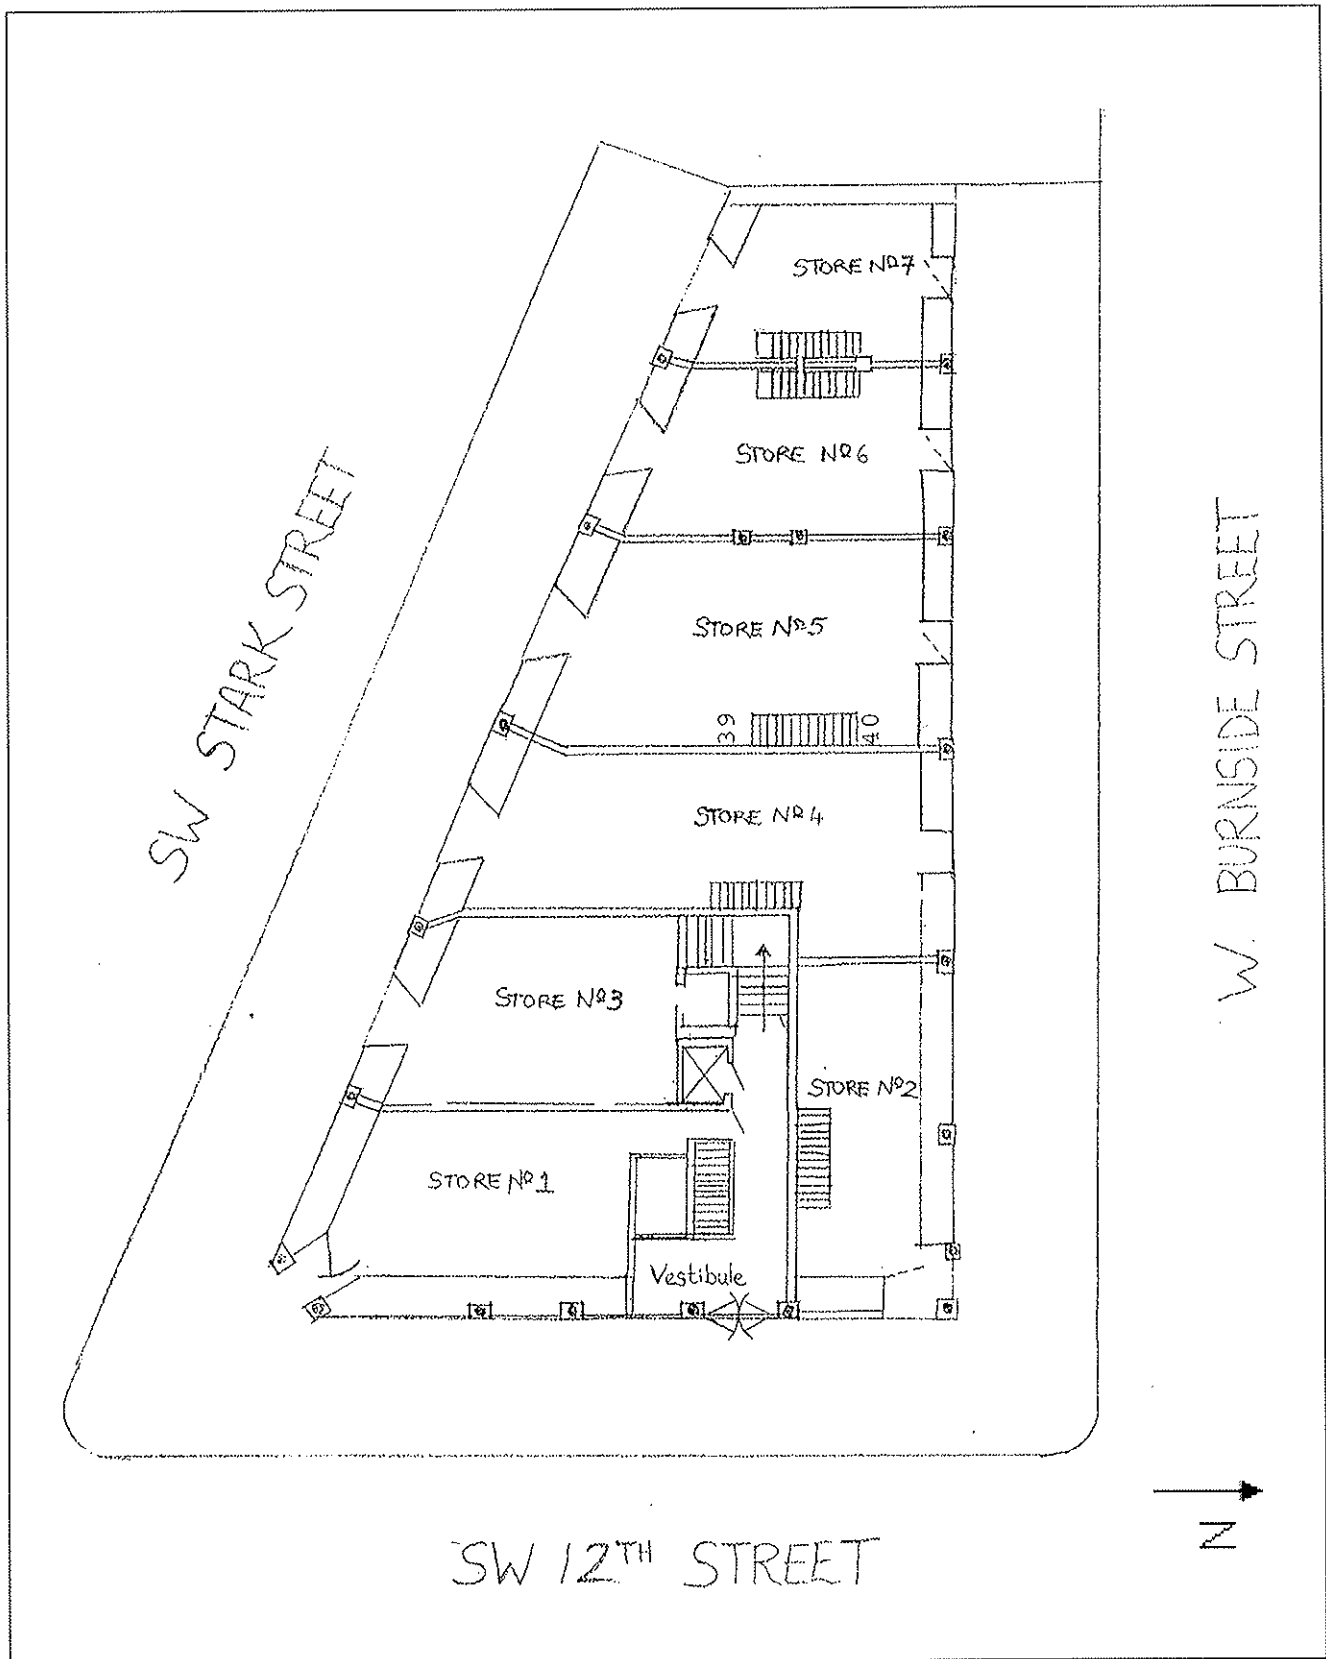 STORE Nº7
STORE Nº6
SW STARK STREET
STORE Nº5
W. BURNSIDE STREET
39
40
STORE Nº4
STORE Nº3
STORE Nº2
STORE Nº1
Vestibule
N
SW 12TH STREET